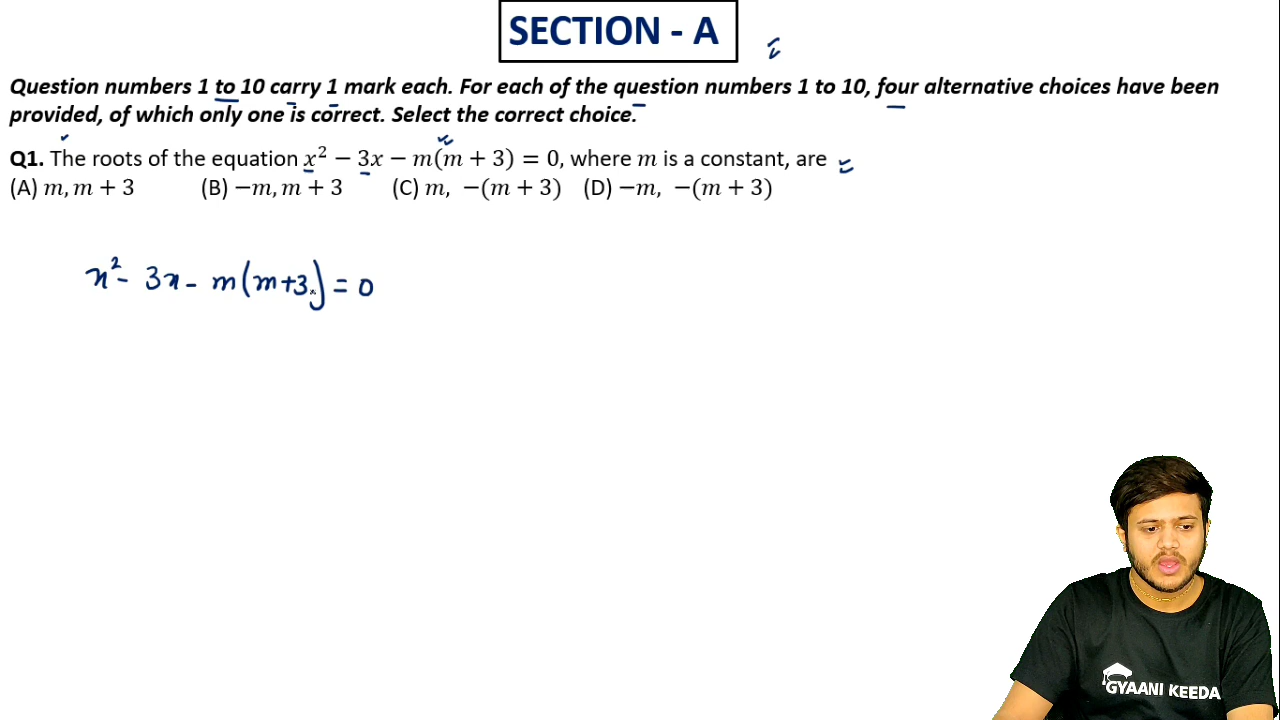 SECTION - A
Question numbers 1 to 10 carry 1 mark each. For each of the question numbers 1 to 10, four alternative choices have been
provided, of which only one is correct. Select the correct choice.
Q1. The roots of the equation x² − 3x − m(m + 3) = 0, where m is a constant, are
(A) m, m + 3 (B) −m, m + 3 (C) m, −(m + 3) (D) −m, −(m + 3)
x² - 3x - m(m+3) = 0
GYAANI KEEDA